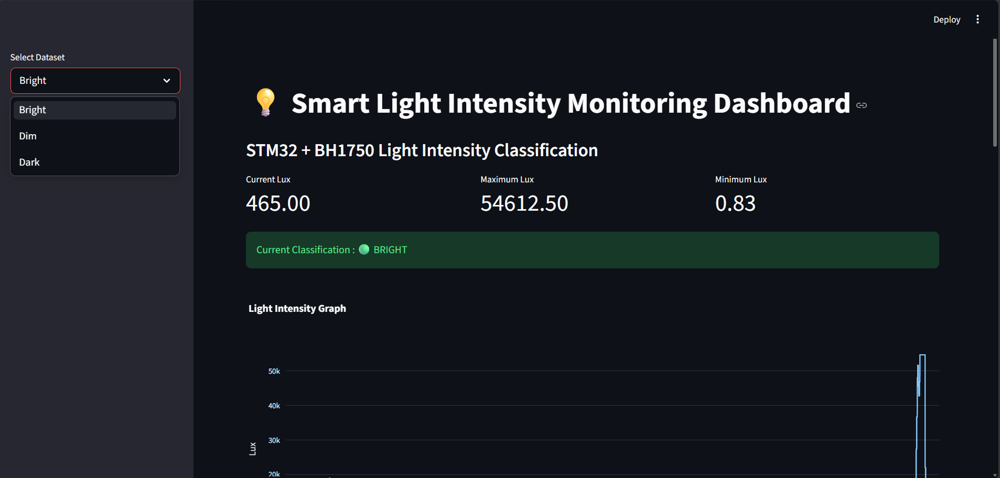 Deploy
Select Dataset
Bright
Bright
Dim
Dark
Smart Light Intensity Monitoring Dashboard
STM32 + BH1750 Light Intensity Classification
Current Lux
Maximum Lux
Minimum Lux
465.00
54612.50
0.83
Current Classification : BRIGHT
Light Intensity Graph
50k
40k
30k
Lux
20k